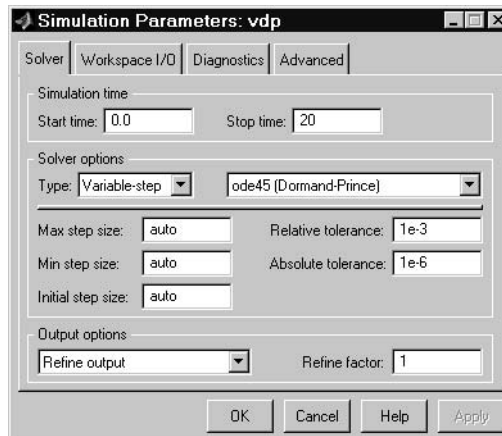 Simulation Parameters: vdp
Solver Workspace I/O Diagnostics Advanced
Simulation time
Start time: 0.0 Stop time: 20
Solver options
Type: Variable-step ode45 (Dormand-Prince)
Max step size: auto Relative tolerance: 1e-3
Min step size: auto Absolute tolerance: 1e-6
Initial step size: auto
Output options
Refine output Refine factor: 1
OK Cancel Help Apply